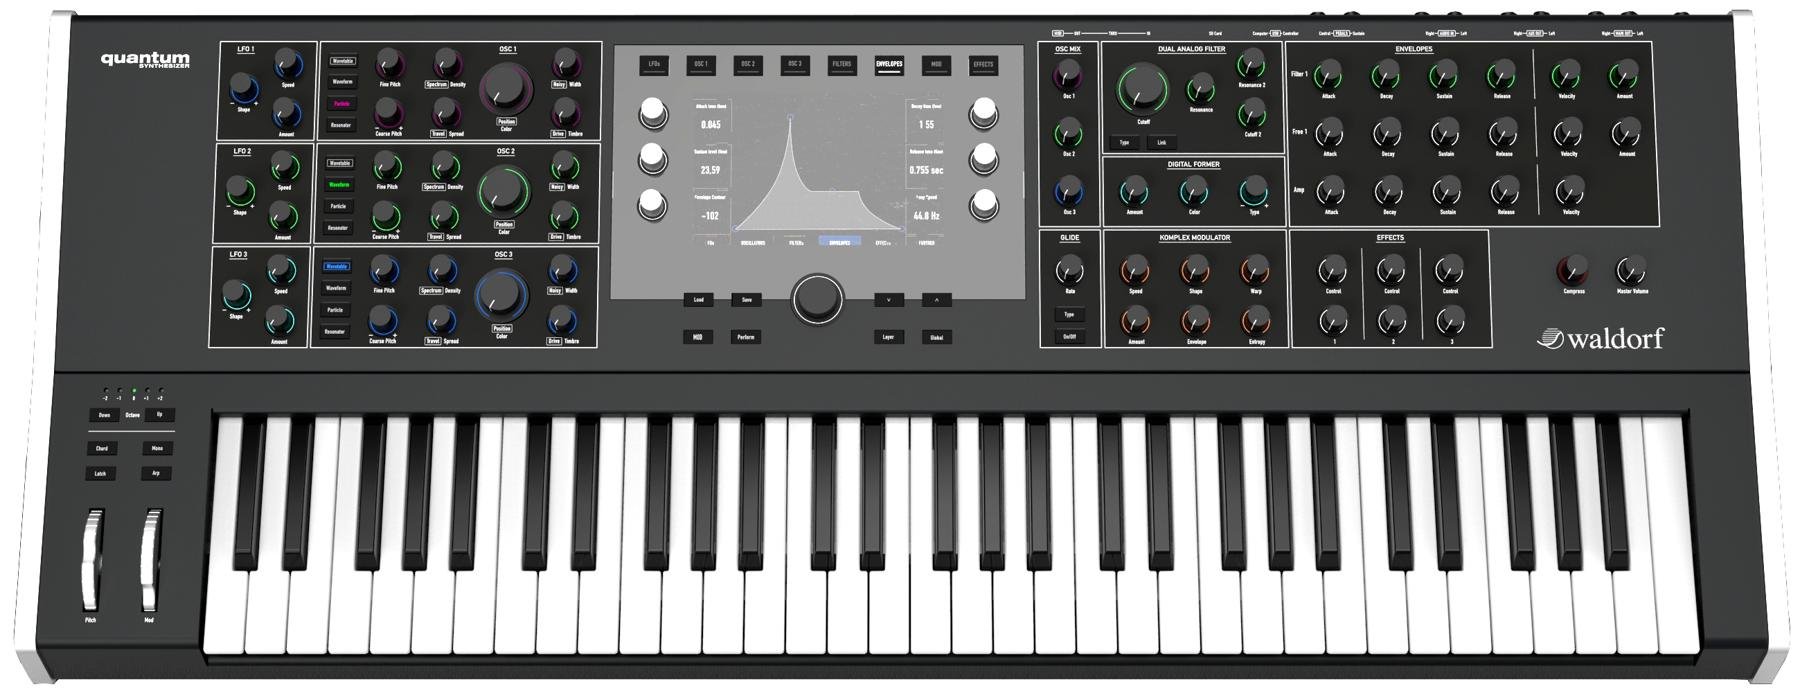 quantum
SYNTHESIZER
LFO 1
Speed
Shape
Amount
OSC 1
Wavetable
Waveform
Particle
Resonator
Fine Pitch
Spectrum Density
Noisy Width
Coarse Pitch
Travel Spread
Position
Color
Drive Timbre
LFO 2
Speed
Shape
Amount
OSC 2
Wavetable
Waveform
Particle
Resonator
Fine Pitch
Spectrum Density
Noisy Width
Coarse Pitch
Travel Spread
Position
Color
Drive Timbre
LFO 3
Speed
Shape
Amount
OSC 3
Wavetable
Waveform
Particle
Resonator
Fine Pitch
Spectrum Density
Noisy Width
Coarse Pitch
Travel Spread
Position
Color
Drive Timbre
LFOs OSC 1 OSC 2 OSC 3 FILTERS ENVELOPES MOD EFFECTS
0.045
23,59
-102
1 55
0.755 sec
44.8 Hz
OSCILLATORS FILTERs ENVELOPES
Load Save
MOD Perform
Layer Global
OSC MIX
Osc 1
Osc 2
Osc 3
DUAL ANALOG FILTER
Cutoff
Resonance
Resonance 2
Cutoff 2
Type Link
DIGITAL FORMER
Amount Color Type
ENVELOPES
Filter 1
Attack Decay Sustain Release Velocity Amount
Free 1
Attack Decay Sustain Release Velocity Amount
Amp
Attack Decay Sustain Release Velocity
GLIDE
Rate
Type
On/Off
KOMPLEX MODULATOR
Speed Shape Warp
Amount Envelope Entropy
EFFECTS
Control Control Control
1 2 3
Compress Master Volume
waldorf
-2 -1 0 +1 +2
Down Octave Up
Chord Mono
Latch Arp
Pitch Mod